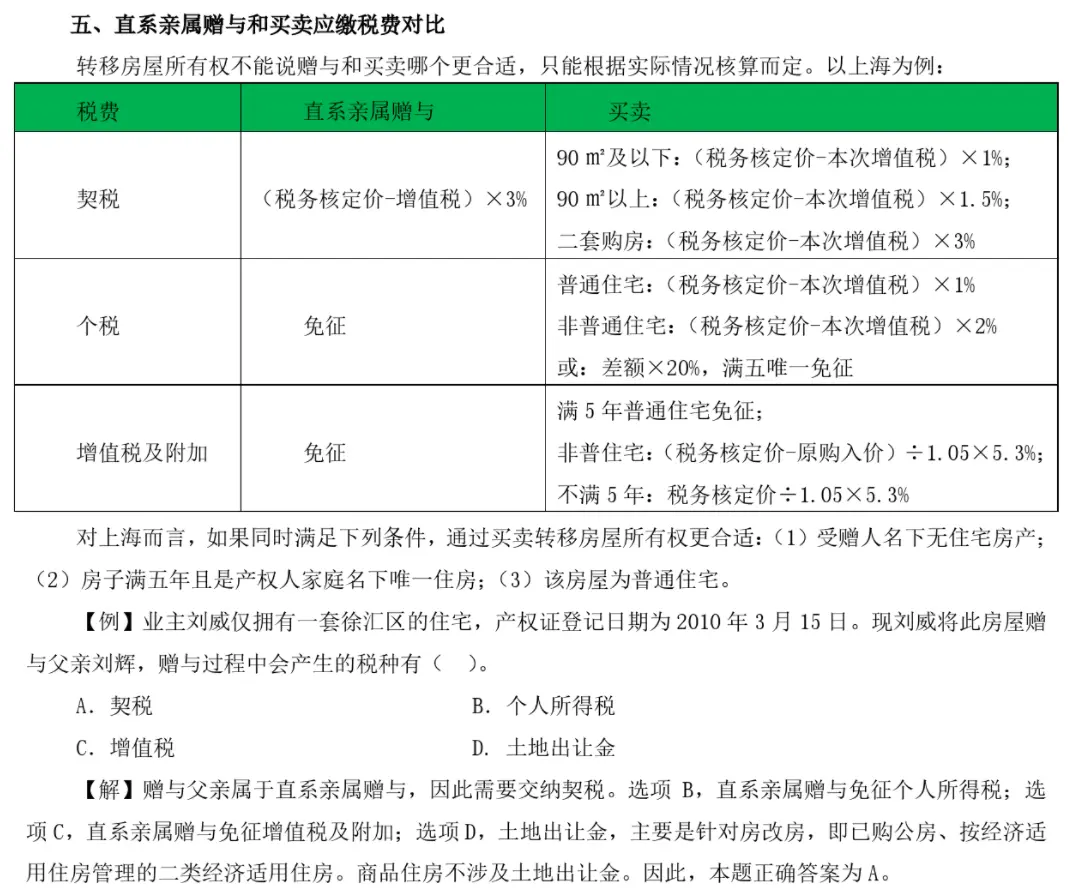 五、直系亲属赠与和买卖应缴税费对比
转移房屋所有权不能说赠与和买卖哪个更合适，只能根据实际情况核算而定。以上海为例：
税费 直系亲属赠与 买卖
契税 （税务核定价-增值税）×3%
90 ㎡及以下：（税务核定价-本次增值税）×1%；
90 ㎡以上：（税务核定价-本次增值税）×1.5%；
二套购房：（税务核定价-本次增值税）×3%
个税 免征
普通住宅：（税务核定价-本次增值税）×1%
非普通住宅：（税务核定价-本次增值税）×2%
或：差额×20%，满五唯一免征
增值税及附加 免征
满 5 年普通住宅免征；
非普住宅：（税务核定价-原购入价）÷1.05×5.3%；
不满 5 年：税务核定价÷1.05×5.3%
对上海而言，如果同时满足下列条件，通过买卖转移房屋所有权更合适：（1）受赠人名下无住宅房产；
（2）房子满五年且是产权人家庭名下唯一住房；（3）该房屋为普通住宅。
【例】业主刘威仅拥有一套徐汇区的住宅，产权证登记日期为 2010 年 3 月 15 日。现刘威将此房屋赠
与父亲刘辉，赠与过程中会产生的税种有（ ）。
A．契税 B．个人所得税
C．增值税 D．土地出让金
【解】赠与父亲属于直系亲属赠与，因此需要交纳契税。选项 B，直系亲属赠与免征个人所得税；选
项 C，直系亲属赠与免征增值税及附加；选项 D，土地出让金，主要是针对房改房，即已购公房、按经济适
用住房管理的二类经济适用住房。商品住房不涉及土地出让金。因此，本题正确答案为 A。